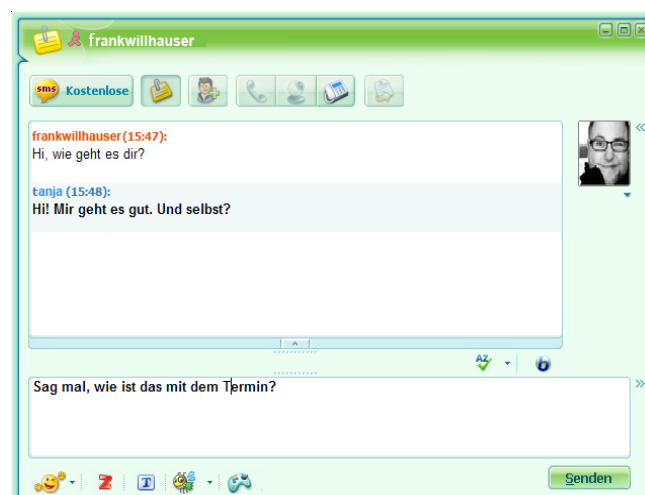 frankwillhauser
sms Kostenlose
frankwillhauser(15:47):
Hi, wie geht es dir?
tanja (15:48):
Hi! Mir geht es gut. Und selbst?
AZ
b
Sag mal, wie ist das mit dem Termin?
Z T
Senden